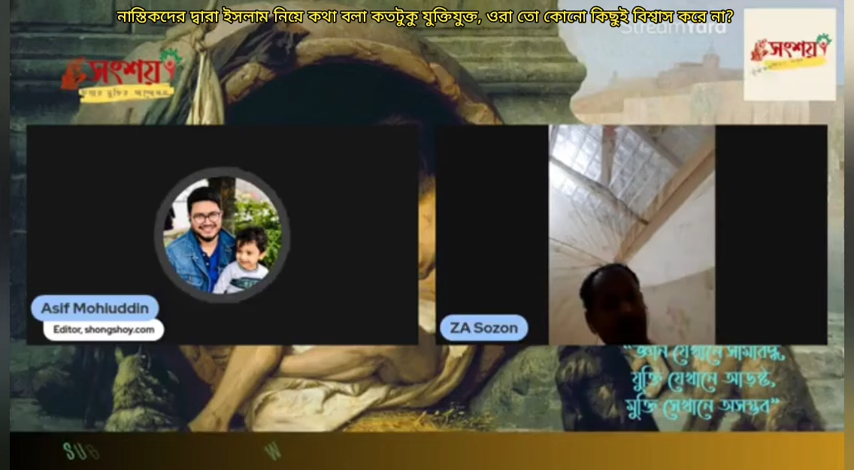 নাস্তিকদের দ্বারা ইসলাম নিয়ে কথা বলা কতটুকু যুক্তিযুক্ত, ওরা তো কোনো কিছুই বিশ্বাস করে না?
StreamYard
সংশয়
সংশয়
Asif Mohiuddin
Editor, shongshoy.com
ZA Sozon
"জ্ঞান যেখানে সীমাবদ্ধ,
যুক্তি যেখানে আড়ষ্ট,
মুক্তি সেখানে অসম্ভব"
SUB W